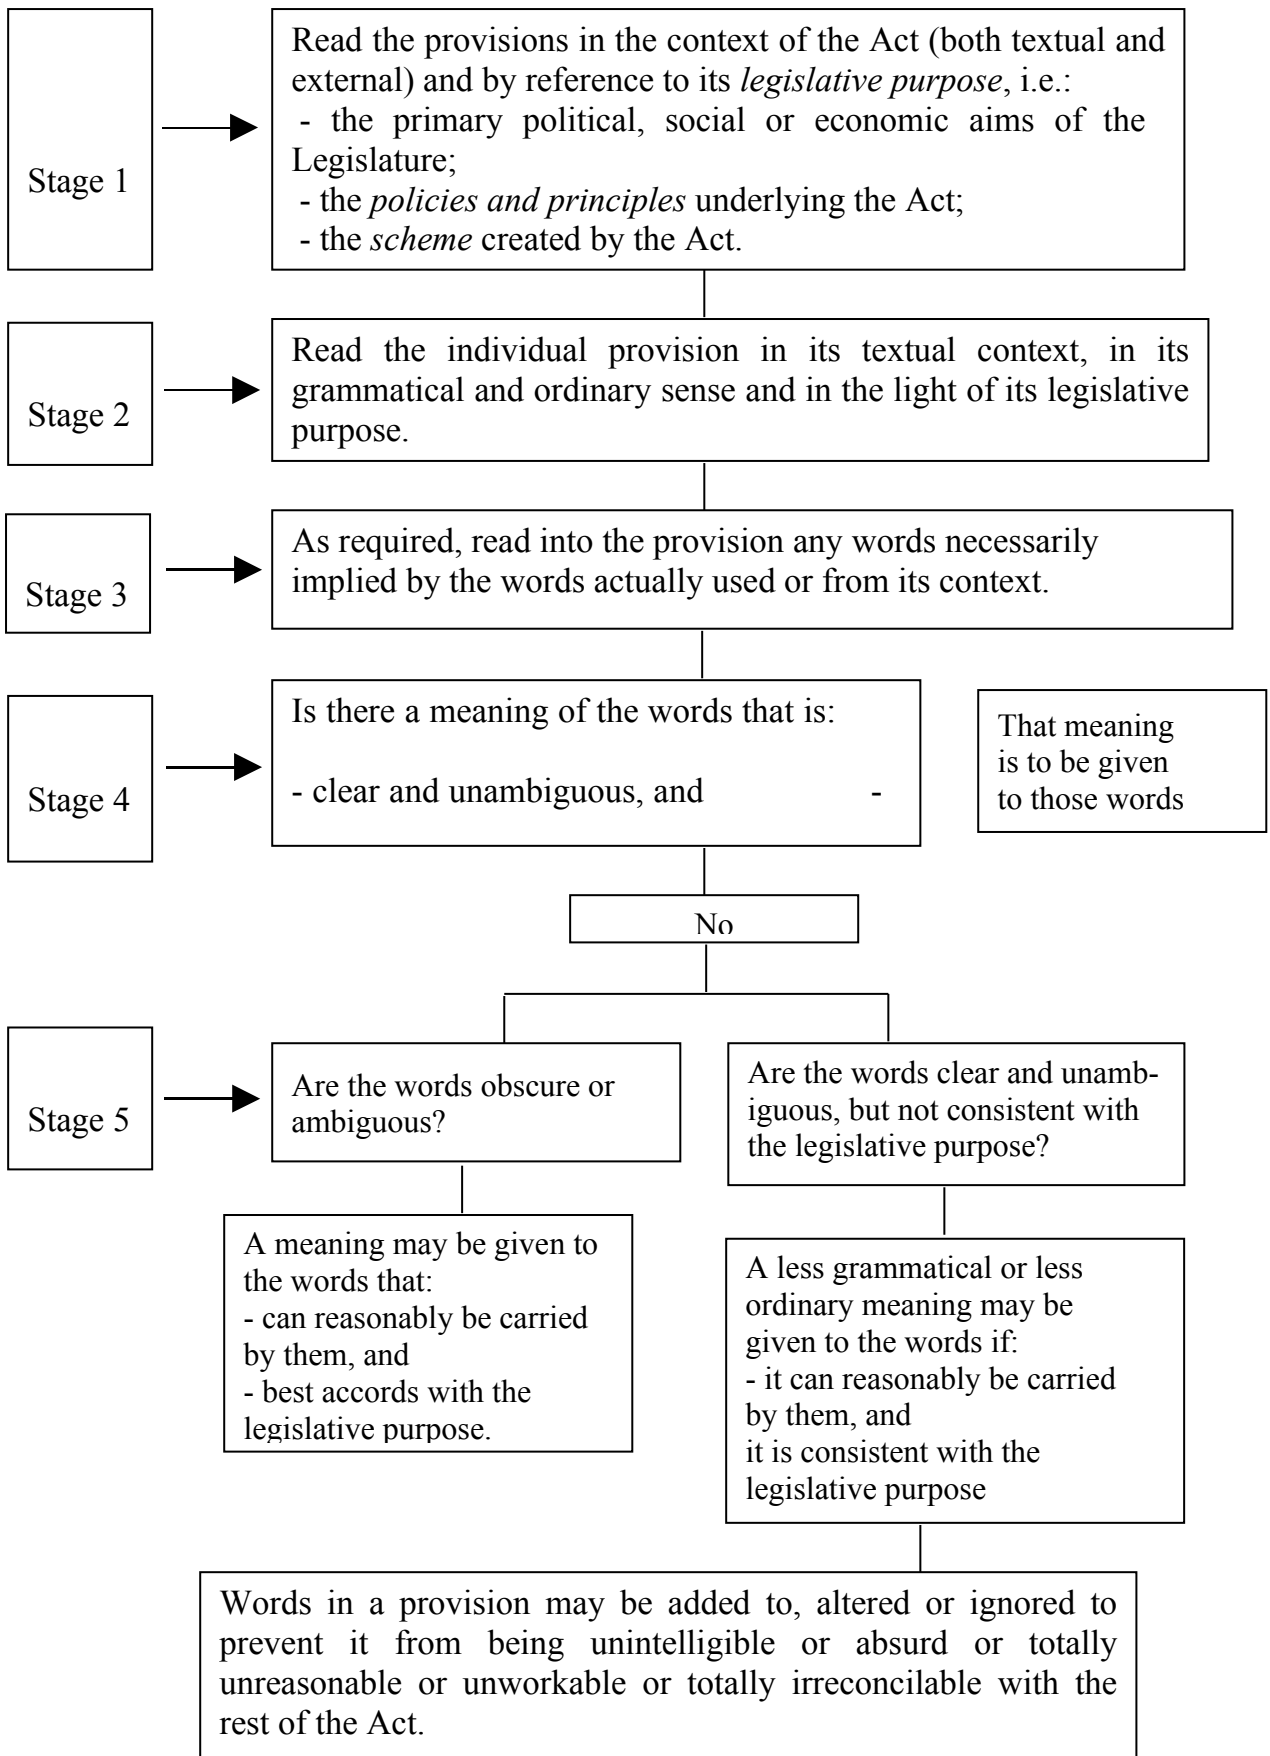 Stage 1
Read the provisions in the context of the Act (both textual and
external) and by reference to its legislative purpose, i.e.:
- the primary political, social or economic aims of the
Legislature;
- the policies and principles underlying the Act;
- the scheme created by the Act.
Stage 2
Read the individual provision in its textual context, in its
grammatical and ordinary sense and in the light of its legislative
purpose.
Stage 3
As required, read into the provision any words necessarily
implied by the words actually used or from its context.
Stage 4
Is there a meaning of the words that is:
- clear and unambiguous, and -
That meaning
is to be given
to those words
No
Stage 5
Are the words obscure or
ambiguous?
Are the words clear and unamb-
iguous, but not consistent with
the legislative purpose?
A meaning may be given to
the words that:
- can reasonably be carried
by them, and
- best accords with the
legislative purpose.
A less grammatical or less
ordinary meaning may be
given to the words if:
- it can reasonably be carried
by them, and
it is consistent with the
legislative purpose
Words in a provision may be added to, altered or ignored to
prevent it from being unintelligible or absurd or totally
unreasonable or unworkable or totally irreconcilable with the
rest of the Act.